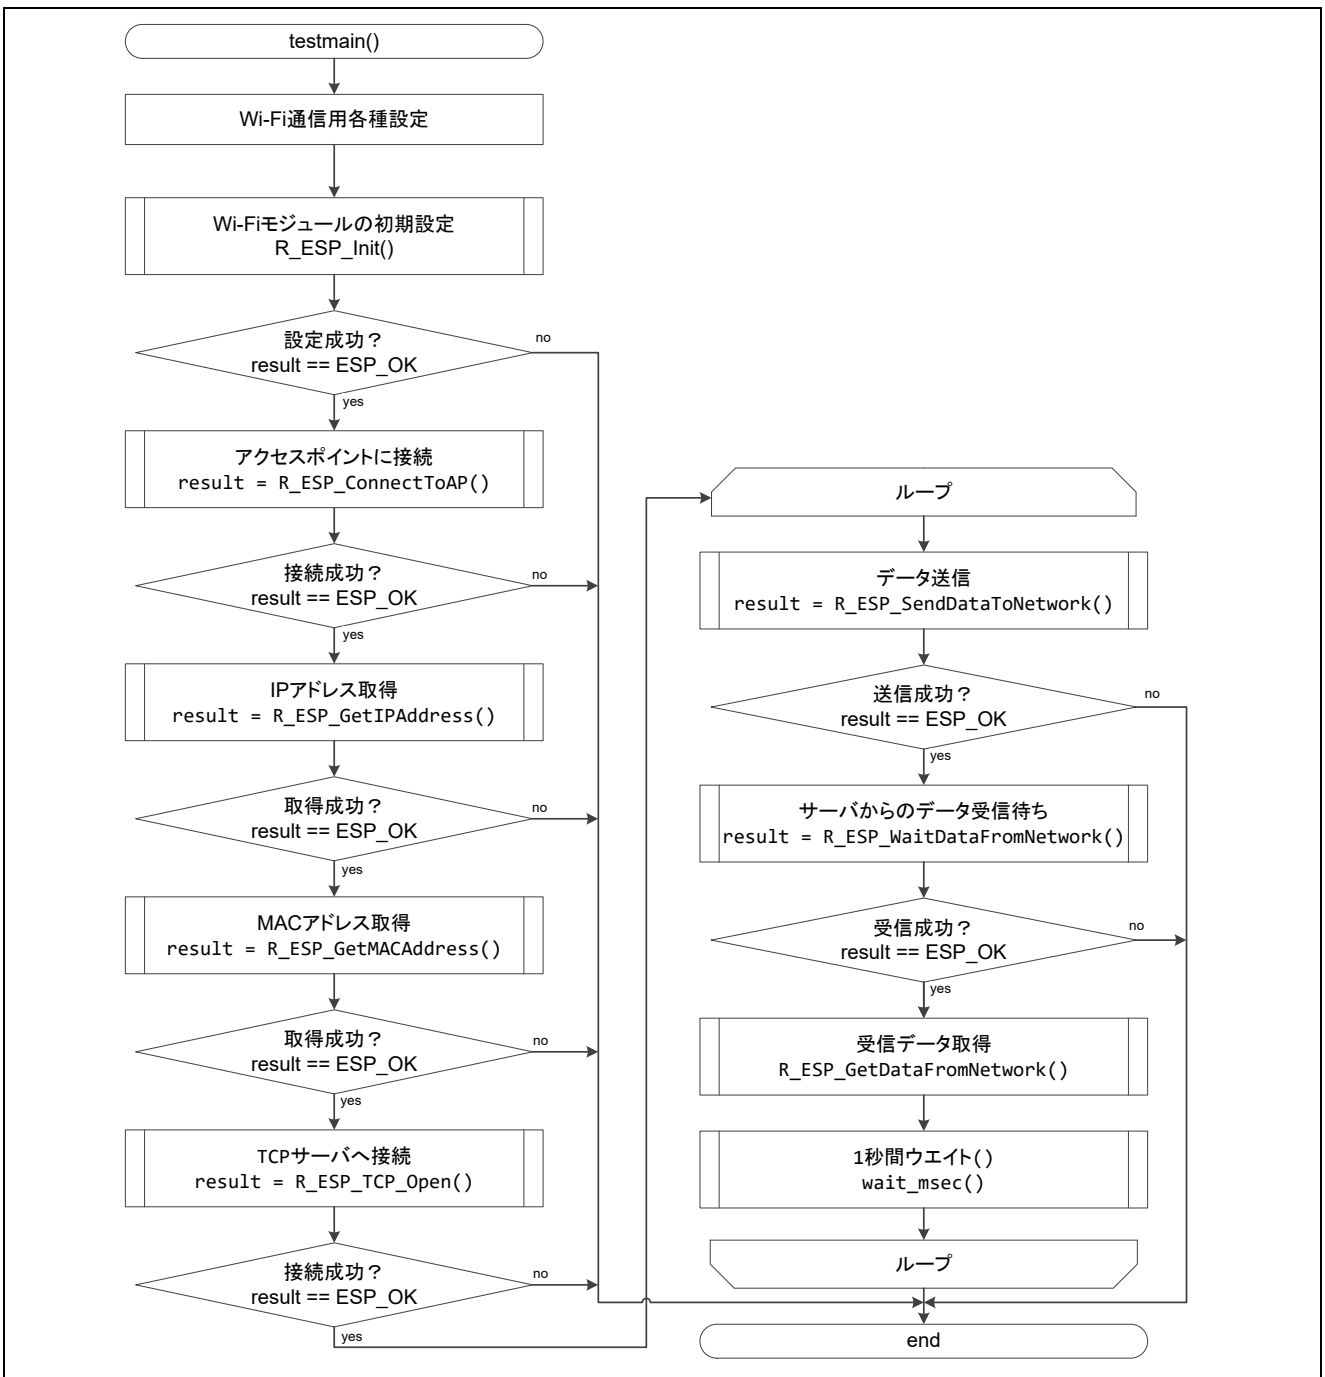 testmain()
Wi-Fi通信用各種設定
Wi-Fiモジュールの初期設定
R_ESP_Init()
設定成功？
result == ESP_OK
no
yes
アクセスポイントに接続
result = R_ESP_ConnectToAP()
接続成功？
result == ESP_OK
no
yes
IPアドレス取得
result = R_ESP_GetIPAddress()
取得成功？
result == ESP_OK
no
yes
MACアドレス取得
result = R_ESP_GetMACAddress()
取得成功？
result == ESP_OK
no
yes
TCPサーバへ接続
result = R_ESP_TCP_Open()
接続成功？
result == ESP_OK
no
yes
ループ
データ送信
result = R_ESP_SendDataToNetwork()
送信成功？
result == ESP_OK
no
yes
サーバからのデータ受信待ち
result = R_ESP_WaitDataFromNetwork()
受信成功？
result == ESP_OK
no
yes
受信データ取得
R_ESP_GetDataFromNetwork()
1秒間ウエイト()
wait_msec()
ループ
end